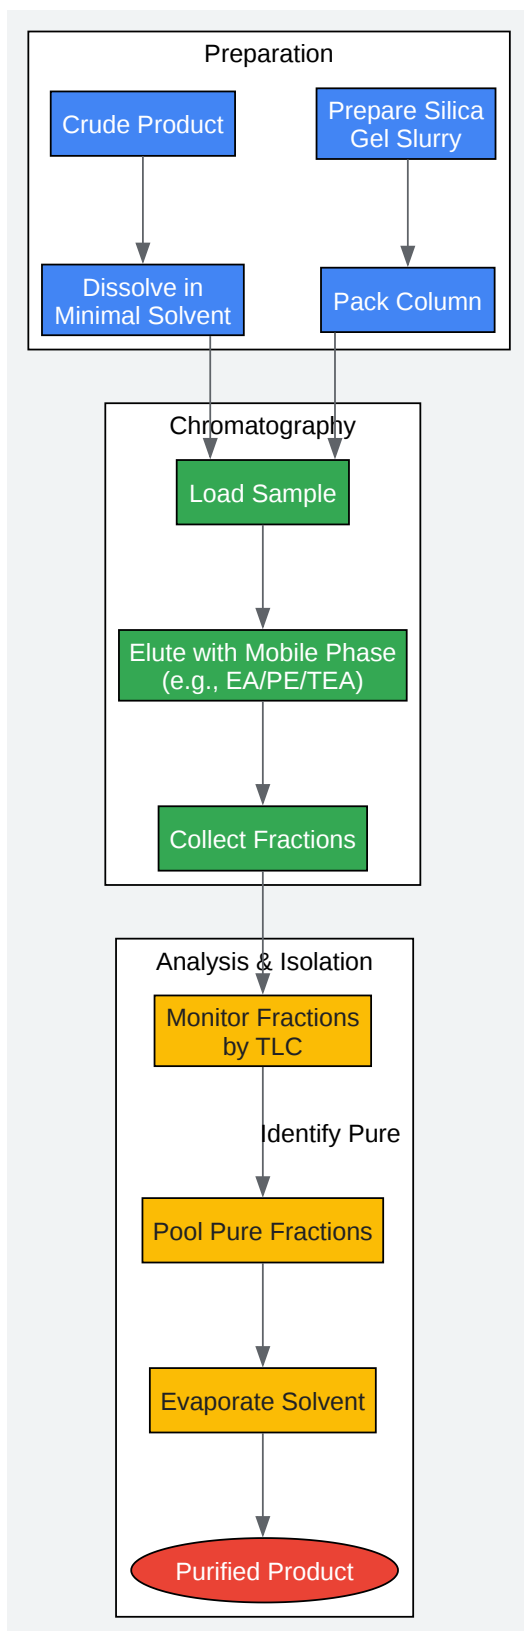 Preparation
Crude Product
Prepare Silica
Gel Slurry
Dissolve in
Minimal Solvent
Pack Column
Chromatography
Load Sample
Elute with Mobile Phase
(e.g., EA/PE/TEA)
Collect Fractions
Analysis & Isolation
Monitor Fractions
by TLC
Identify Pure
Pool Pure Fractions
Evaporate Solvent
Purified Product